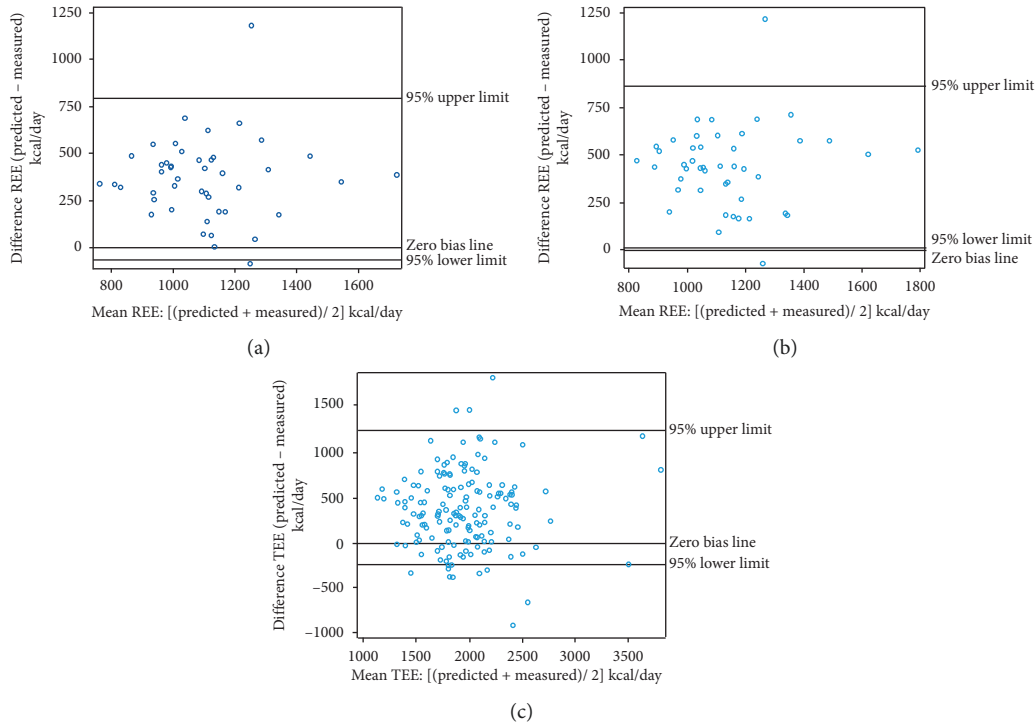 Difference REE (predicted – measured)
kcal/day
1250
1000
750
500
250
0
95% upper limit
Zero bias line
95% lower limit
800 1000 1200 1400 1600
Mean REE: [(predicted + measured)/ 2] kcal/day
(a)
Difference REE (predicted – measured)
kcal/day
1250
1000
750
500
250
0
95% upper limit
95% lower limit
Zero bias line
800 1000 1200 1400 1600 1800
Mean REE: [(predicted + measured)/ 2] kcal/day
(b)
Difference TEE (predicted – measured)
kcal/day
1500
1000
500
0
–500
–1000
95% upper limit
Zero bias line
95% lower limit
1000 1500 2000 2500 3000 3500
Mean TEE: [(predicted + measured)/ 2] kcal/day
(c)